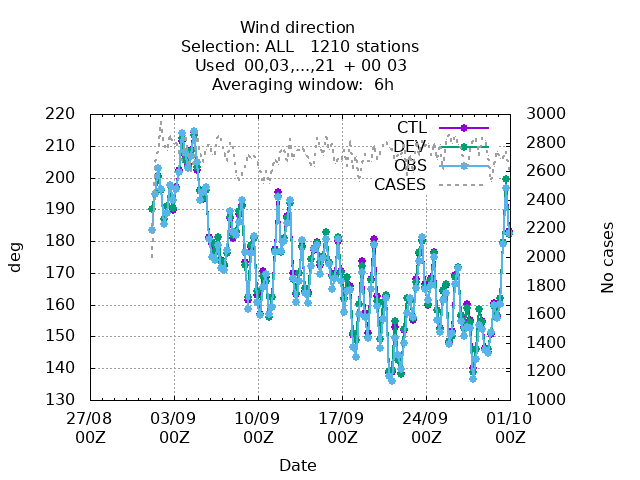 Wind direction
Selection: ALL   1210 stations
Used  00,03,...,21  + 00 03
Averaging window:  6h
220
210
200
190
180
170
160
150
140
130
deg
3000
2800
2600
2400
2200
2000
1800
1600
1400
1200
1000
No cases
CTL
DEV
OBS
CASES
27/08 03/09 10/09 17/09 24/09 01/10
00Z 00Z 00Z 00Z 00Z 00Z
Date